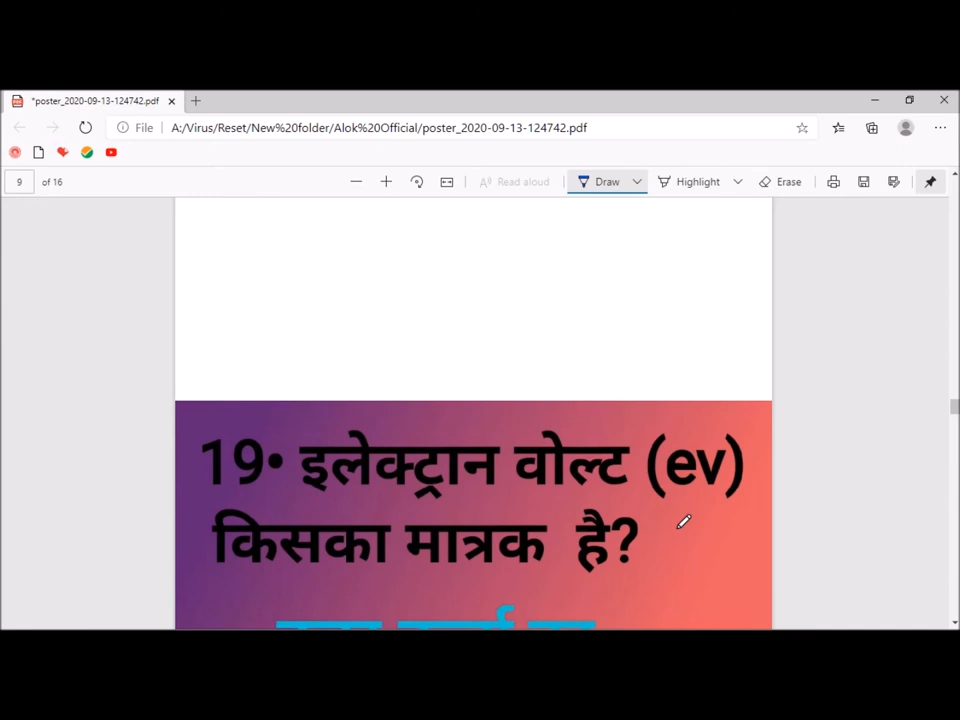 *poster_2020-09-13-124742.pdf
File A:/Virus/Reset/New%20folder/Alok%20Official/poster_2020-09-13-124742.pdf
9 of 16 Read aloud Draw Highlight Erase
19• इलेक्ट्रान वोल्ट (ev)
किसका मात्रक है?